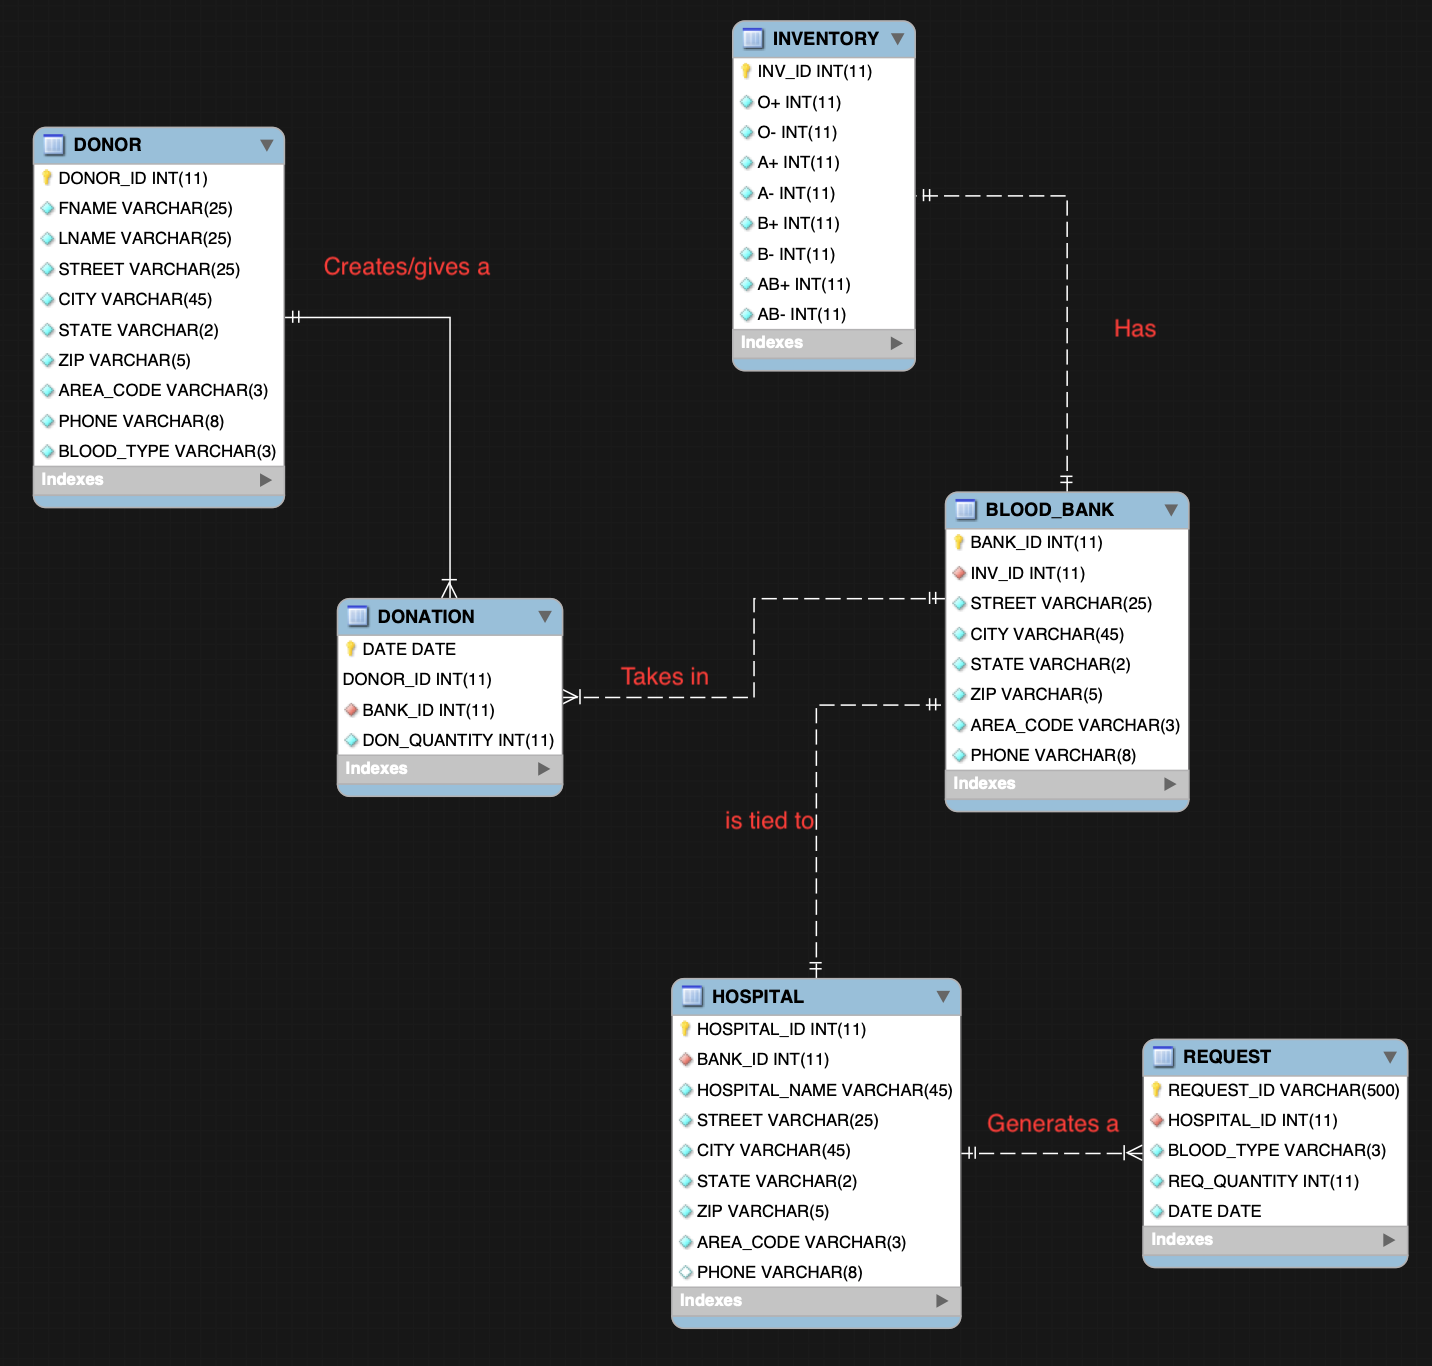 INVENTORY
INV_ID INT(11)
O+ INT(11)
O- INT(11)
A+ INT(11)
A- INT(11)
B+ INT(11)
B- INT(11)
AB+ INT(11)
AB- INT(11)
Indexes
DONOR
DONOR_ID INT(11)
FNAME VARCHAR(25)
LNAME VARCHAR(25)
STREET VARCHAR(25)
CITY VARCHAR(45)
STATE VARCHAR(2)
ZIP VARCHAR(5)
AREA_CODE VARCHAR(3)
PHONE VARCHAR(8)
BLOOD_TYPE VARCHAR(3)
Indexes
Creates/gives a
Has
BLOOD_BANK
BANK_ID INT(11)
INV_ID INT(11)
STREET VARCHAR(25)
CITY VARCHAR(45)
STATE VARCHAR(2)
ZIP VARCHAR(5)
AREA_CODE VARCHAR(3)
PHONE VARCHAR(8)
Indexes
DONATION
DATE DATE
DONOR_ID INT(11)
BANK_ID INT(11)
DON_QUANTITY INT(11)
Indexes
Takes in
is tied to
HOSPITAL
HOSPITAL_ID INT(11)
BANK_ID INT(11)
HOSPITAL_NAME VARCHAR(45)
STREET VARCHAR(25)
CITY VARCHAR(45)
STATE VARCHAR(2)
ZIP VARCHAR(5)
AREA_CODE VARCHAR(3)
PHONE VARCHAR(8)
Indexes
Generates a
REQUEST
REQUEST_ID VARCHAR(500)
HOSPITAL_ID INT(11)
BLOOD_TYPE VARCHAR(3)
REQ_QUANTITY INT(11)
DATE DATE
Indexes